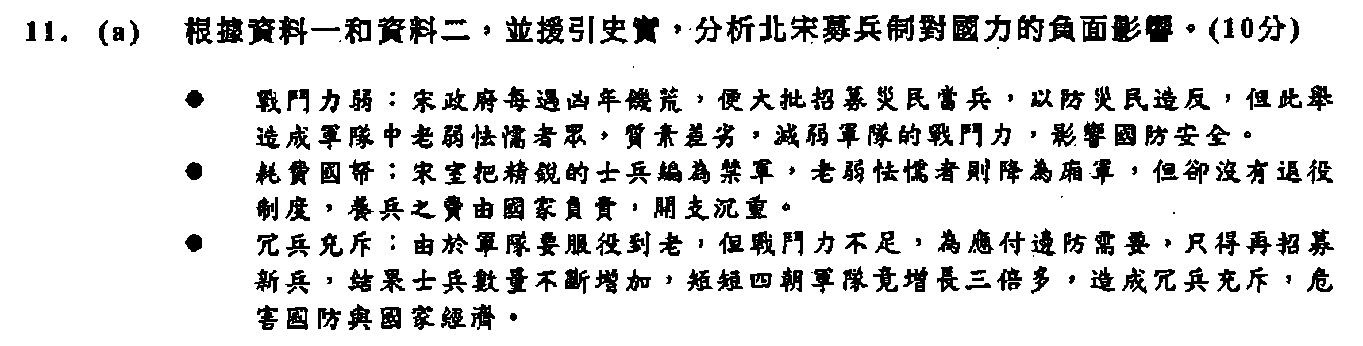 11. (a) 根據資料一和資料二，並援引史實，分析北宋募兵制對國力的負面影響。(10分)
● 戰鬥力弱：宋政府每遇凶年饑荒，便大批招募災民當兵，以防災民造反，但此舉
造成軍隊中老弱怯懦者眾，質素差劣，減弱軍隊的戰鬥力，影響國防安全。
● 耗費國帑：宋室把精銳的士兵編為禁軍，老弱怯懦者則降為廂軍，但卻沒有退役
制度，養兵之費由國家負責，開支沉重。
● 冗兵充斥：由於軍隊要服役到老，但戰鬥力不足，為應付邊防需要，只得再招募
新兵，結果士兵數量不斷增加，短短四朝軍隊竟增長三倍多，造成冗兵充斥，危
害國防與國家經濟。